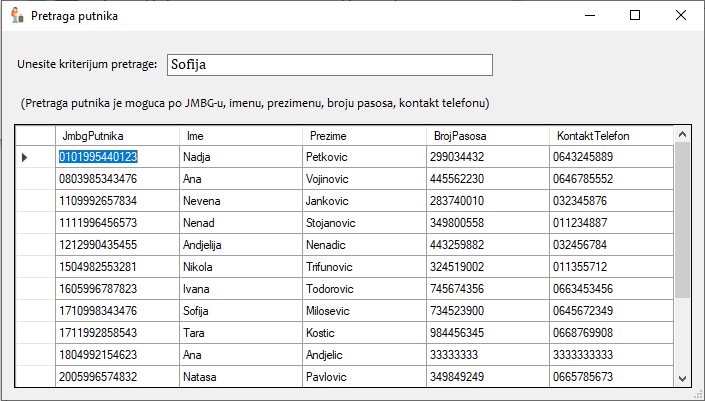 Pretraga putnika
Unesite kriterijum pretrage: Sofija
(Pretraga putnika je moguca po JMBG-u, imenu, prezimenu, broju pasosa, kontakt telefonu)
JmbgPutnika Ime Prezime BrojPasosa KontaktTelefon
0101995440123 Nadja Petkovic 299034432 0643245889
0803985343476 Ana Vojinovic 445562230 0646785552
1109992657834 Nevena Jankovic 283740010 032345876
1111996456573 Nenad Stojanovic 349800558 011234887
1212990435455 Andjelija Nenadic 443259882 032456784
1504982553281 Nikola Trifunovic 324519002 011355712
1605996787823 Ivana Todorovic 745674356 0663453456
1710998343476 Sofija Milosevic 734523900 0645672349
1711992858543 Tara Kostic 984456345 0668769908
1804992154623 Ana Andjelic 33333333 3333333333
2005996574832 Natasa Pavlovic 349849249 0665785673